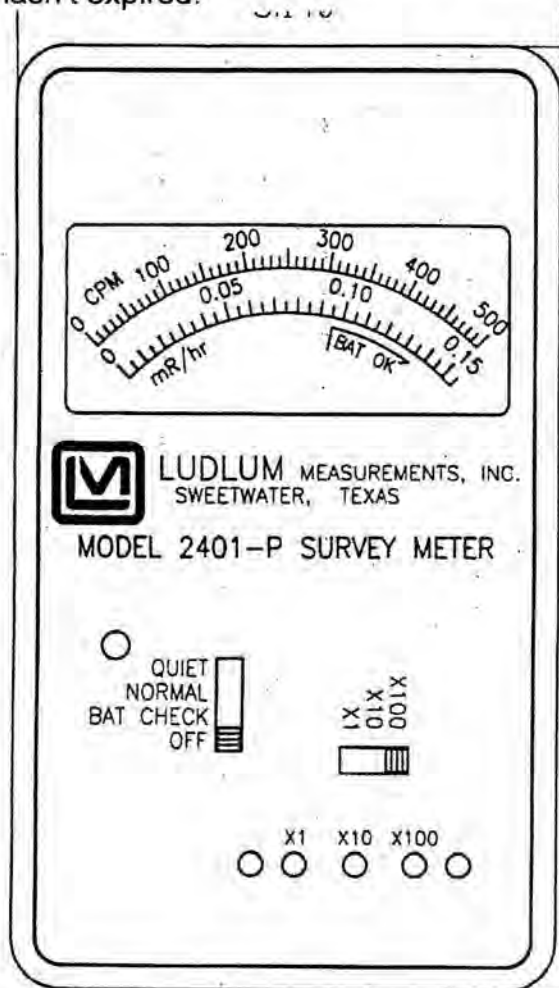 expired.
CPM
0 100 200 300 400 500
0 0.05 0.10 0.15
mR/hr
BAT OK
LUDLUM MEASUREMENTS, INC.
SWEETWATER, TEXAS
MODEL 2401-P SURVEY METER
QUIET
NORMAL
BAT CHECK
OFF
X1
X10
X100
X1 X10 X100